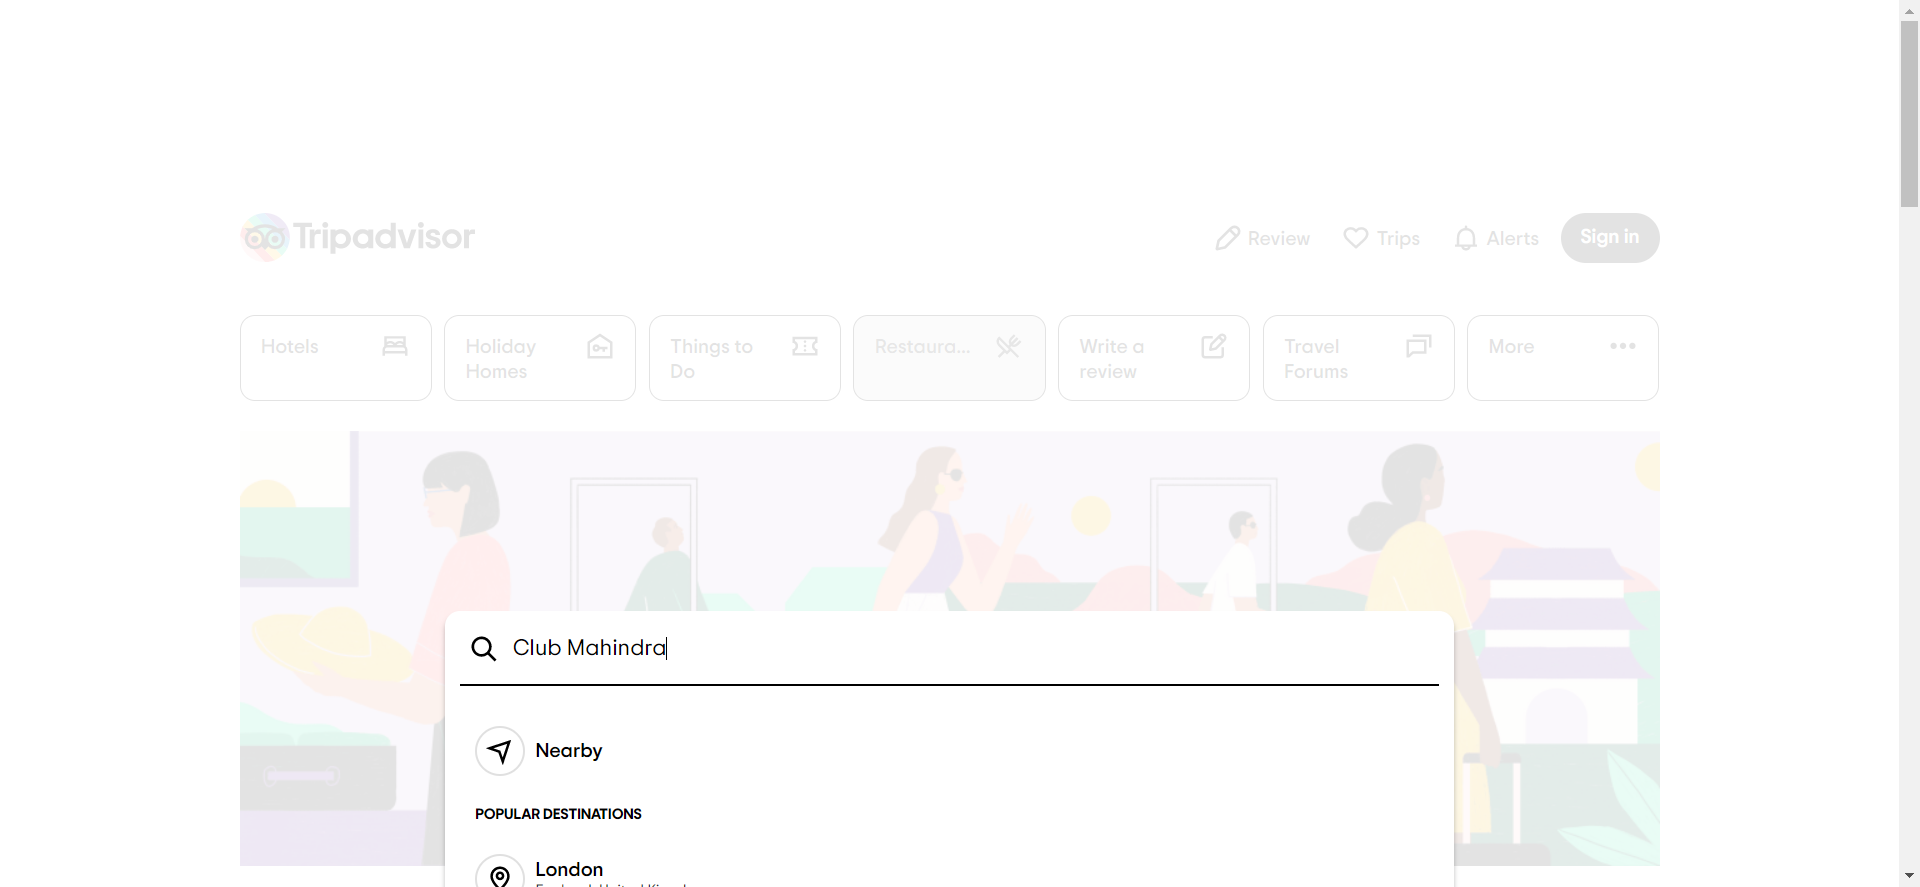 Tripadvisor
Review
Trips
Alerts
Sign in
Hotels
Holiday
Homes
Things to
Do
Restaura...
Write a
review
Travel
Forums
More
Club Mahindra
Nearby
POPULAR DESTINATIONS
London